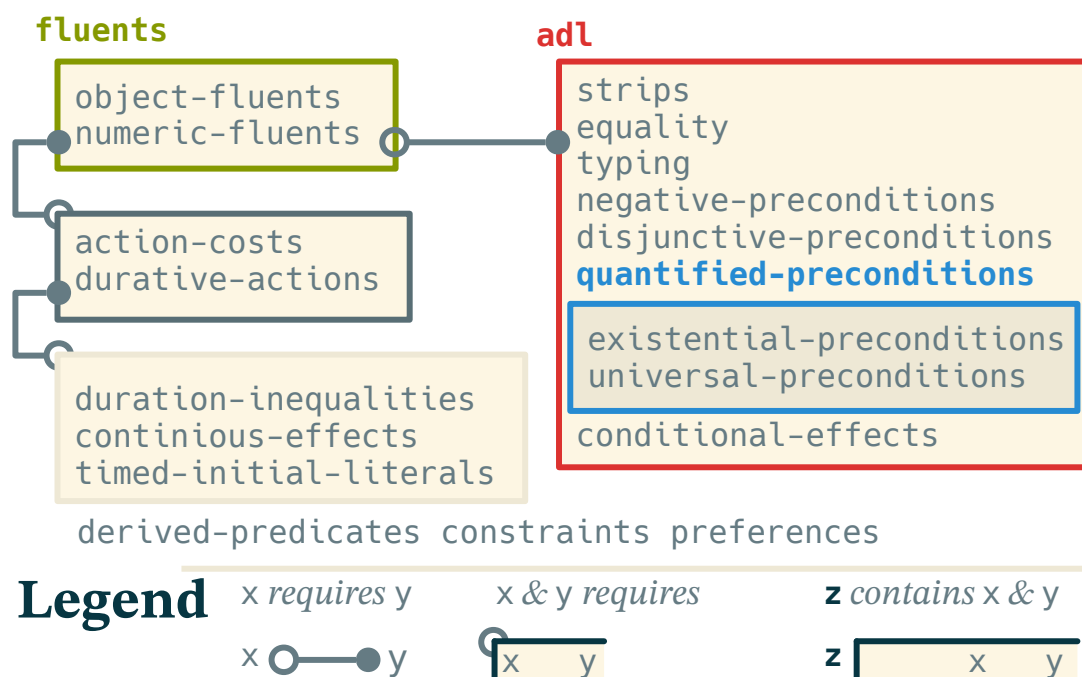 fluents
object-fluents
numeric-fluents
action-costs
durative-actions
duration-inequalities
continious-effects
timed-initial-literals
adl
strips
equality
typing
negative-preconditions
disjunctive-preconditions
quantified-preconditions
existential-preconditions
universal-preconditions
conditional-effects
derived-predicates constraints preferences
Legend
x requires y
x & y requires
z contains x & y
x y
x y
z x y